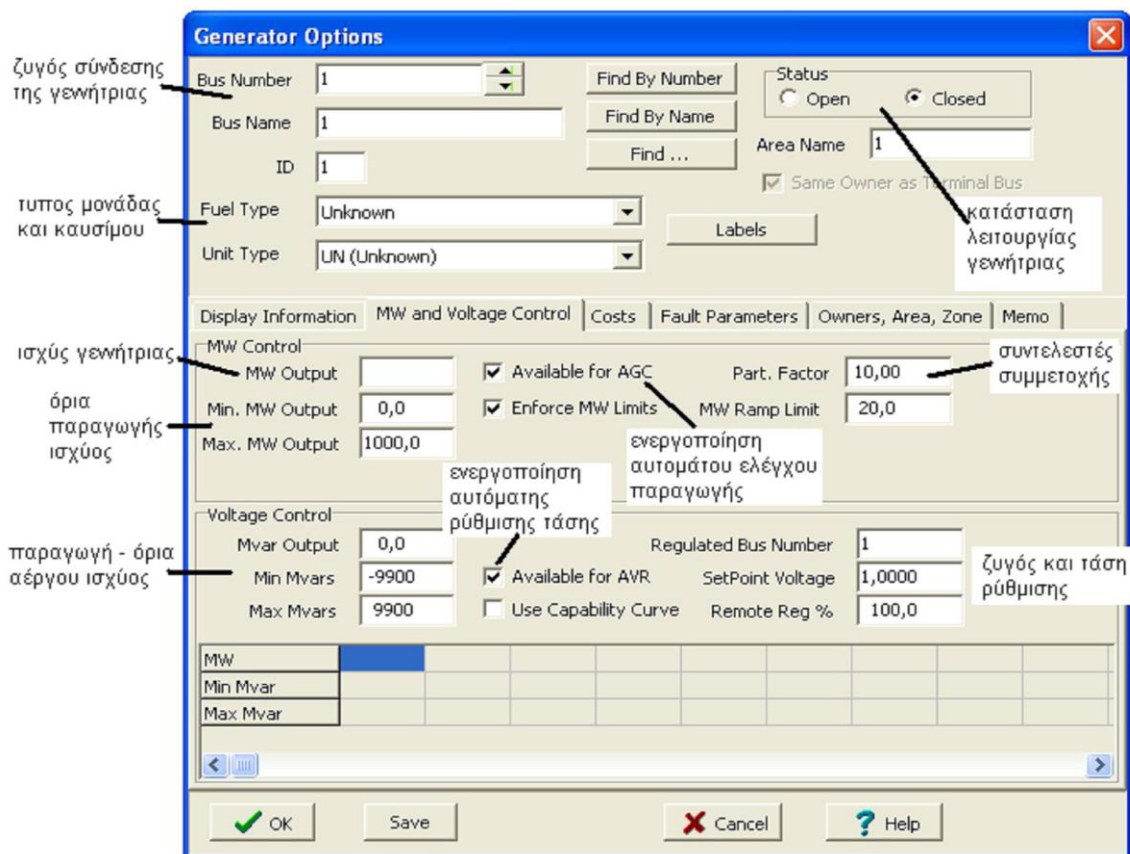 Generator Options
ζυγός σύνδεσης
της γεννήτριας
Bus Number 1
Find By Number
Status
Open Closed
Bus Name 1
Find By Name
ID 1
Find ...
Area Name 1
Same Owner as Terminal Bus
τυπος μονάδας
και καυσίμου
Fuel Type Unknown
Unit Type UN (Unknown)
Labels
κατάσταση
λειτουργίας
γεννήτριας
Display Information MW and Voltage Control Costs Fault Parameters Owners, Area, Zone Memo
MW Control
ισχύς γεννήτριας
MW Output
Available for AGC
Part. Factor 10,00
συντελεστές
συμμετοχής
όρια
παραγωγής
ισχύος
Min. MW Output 0,0
Enforce MW Limits
MW Ramp Limit 20,0
Max. MW Output 1000,0
ενεργοποίηση
αυτομάτου ελέγχου
παραγωγής
ενεργοποίηση
αυτόματης
ρύθμισης τάσης
Voltage Control
παραγωγή - όρια
αέργου ισχύος
Mvar Output 0,0
Regulated Bus Number 1
Min Mvars -9900
Available for AVR
SetPoint Voltage 1,0000
Max Mvars 9900
Use Capability Curve
Remote Reg % 100,0
ζυγός και τάση
ρύθμισης
MW
Min Mvar
Max Mvar
OK Save Cancel Help